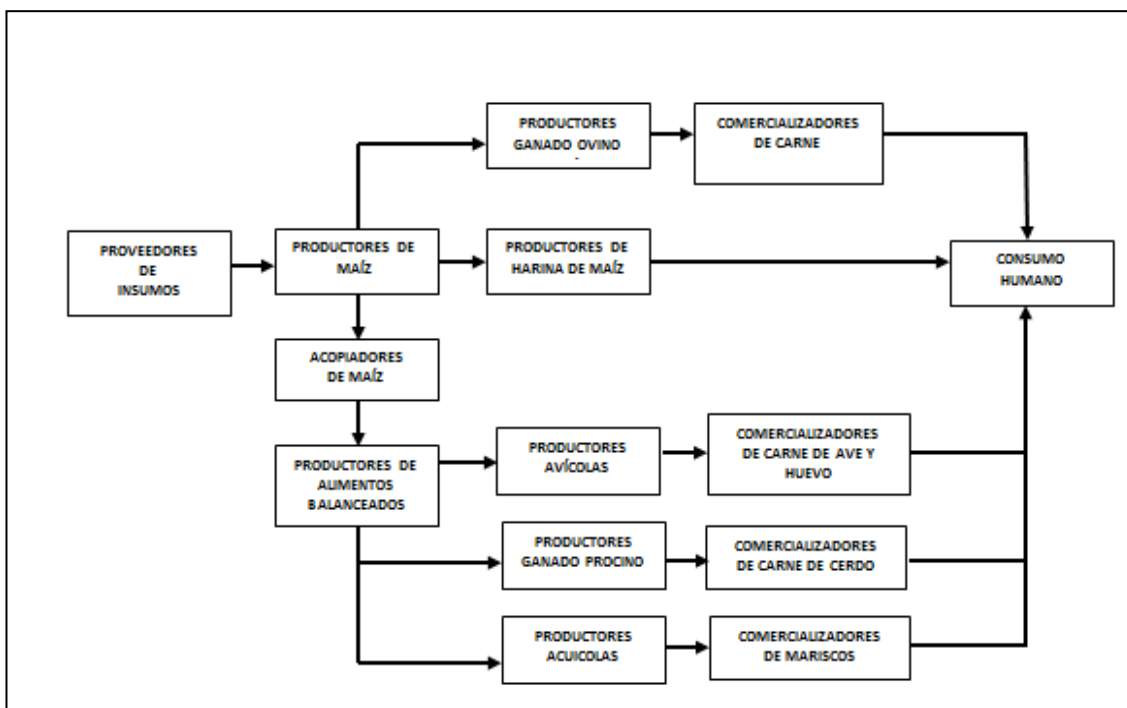 PRODUCTORES
GANADO OVINO
COMERCIALIZADORES
DE CARNE
PROVEEDORES
DE
INSUMOS
PRODUCTORES DE
MAÍZ
PRODUCTORES DE
HARINA DE MAÍZ
CONSUMO
HUMANO
ACOPIADORES
DE MAÍZ
PRODUCTORES DE
ALIMENTOS
BALANCEADOS
PRODUCTORES
AVÍCOLAS
COMERCIALIZADORES
DE CARNE DE AVE Y
HUEVO
PRODUCTORES
GANADO PROCINO
COMERCIALIZADORES
DE CARNE DE CERDO
PRODUCTORES
ACUICOLAS
COMERCIALIZADORES
DE MARISCOS